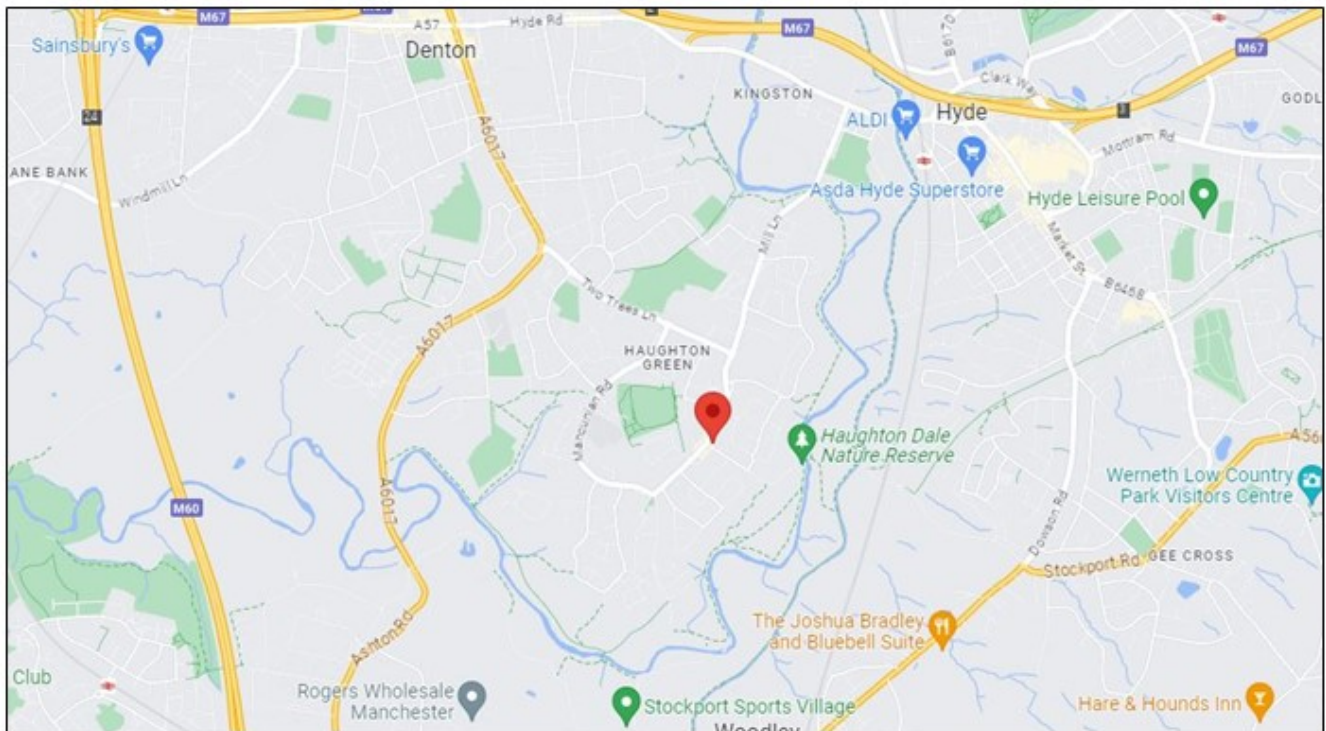 M67
A57
Hyde Rd
Sainsbury's
Denton
M67
B6170
M67
Clark Way
KINGSTON
GODL
24
ALDI
Hyde
3
A6017
Mottram Rd
ANE BANK
Windmill Ln
Asda Hyde Superstore
Hyde Leisure Pool
Mill Ln
Market St
B6468
Two Trees Ln
A6017
HAUGHTON
GREEN
Mancunian Rd
Haughton Dale
Nature Reserve
A56
Werneth Low Country
Park Visitors Centre
M60
A6017
Dowson Rd
Stockport Rd
GEE CROSS
The Joshua Bradley
and Bluebell Suite
Ashton Rd
Club
Rogers Wholesale
Manchester
Stockport Sports Village
Hare & Hounds Inn
Woodley